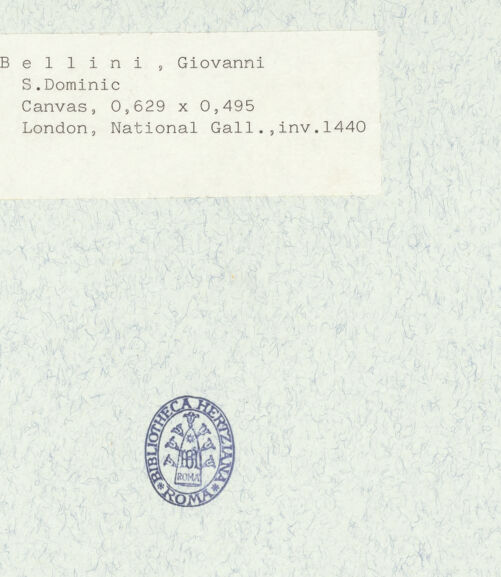 B e l l i n i , Giovanni
S.Dominic
Canvas, 0,629 x 0,495
London, National Gall.,inv.1440
BIBLIOTHECA HERTZIANA
ROMA
ROMA